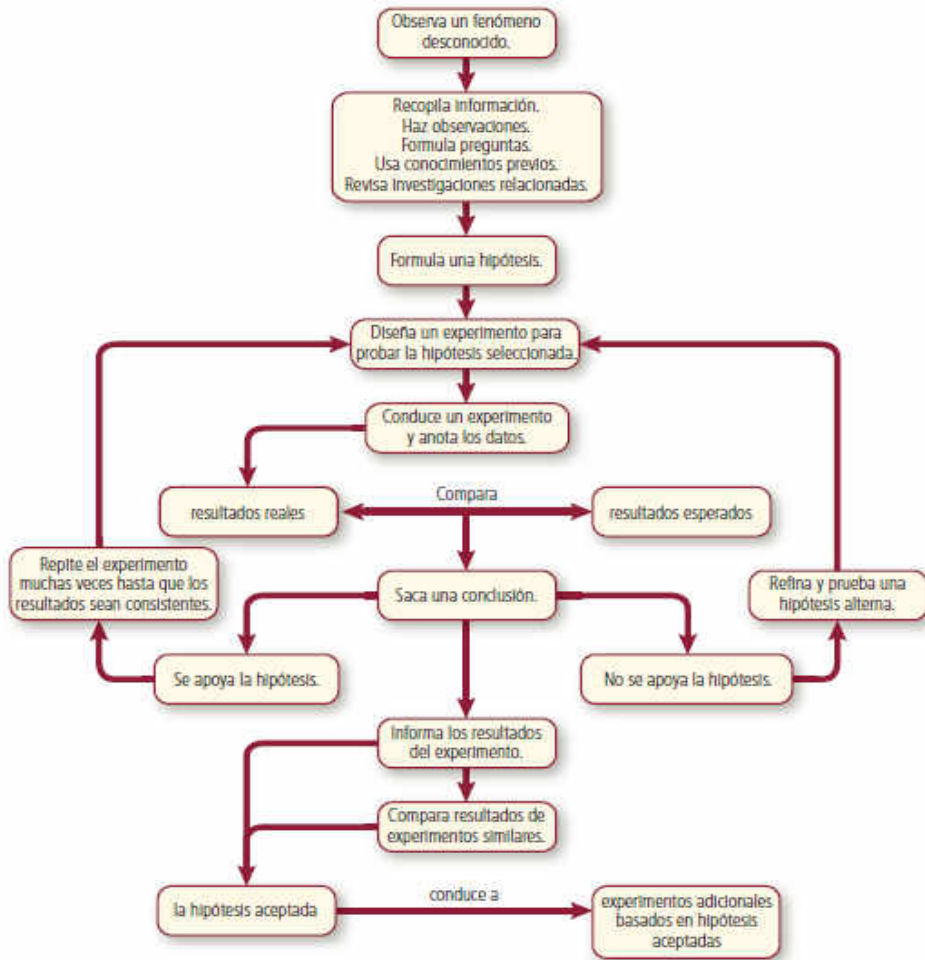 Observa un fenómeno
desconocido.
Recopila información.
Haz observaciones.
Formula preguntas.
Usa conocimientos previos.
Revisa investigaciones relacionadas.
Formula una hipótesis.
Diseña un experimento para
probar la hipótesis seleccionada.
Conduce un experimento
y anota los datos.
resultados reales
Compara
resultados esperados
Repite el experimento
muchas veces hasta que los
resultados sean consistentes.
Saca una conclusión.
Refina y prueba una
hipótesis alterna.
Se apoya la hipótesis.
No se apoya la hipótesis.
Informa los resultados
del experimento.
Compara resultados de
experimentos similares.
la hipótesis aceptada
conduce a
experimentos adicionales
basados en hipótesis
aceptadas